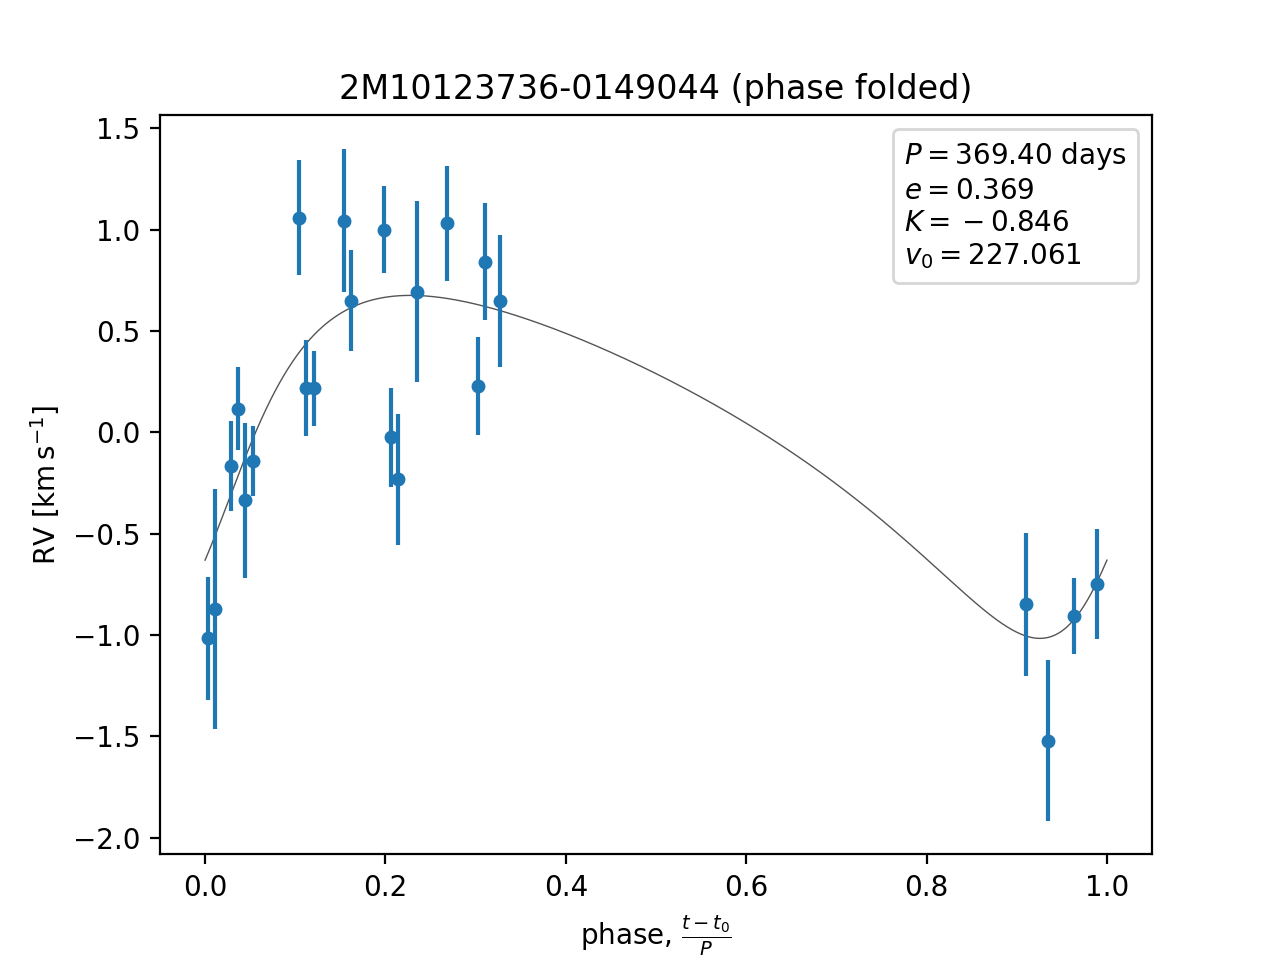 2M10123736-0149044 (phase folded)
P = 369.40 days
e = 0.369
K = −0.846
v₀ = 227.061
1.5
1.0
0.5
0.0
−0.5
−1.0
−1.5
−2.0
RV [km s⁻¹]
0.0 0.2 0.4 0.6 0.8 1.0
phase, (t − t₀)/P